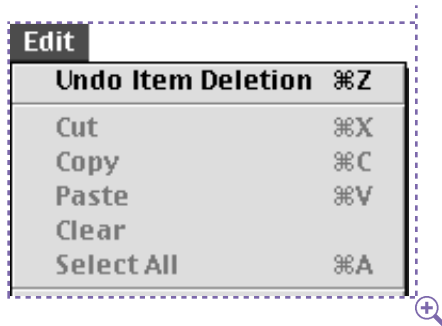 Edit
Undo Item Deletion ⌘Z
Cut ⌘X
Copy ⌘C
Paste ⌘V
Clear
Select All ⌘A